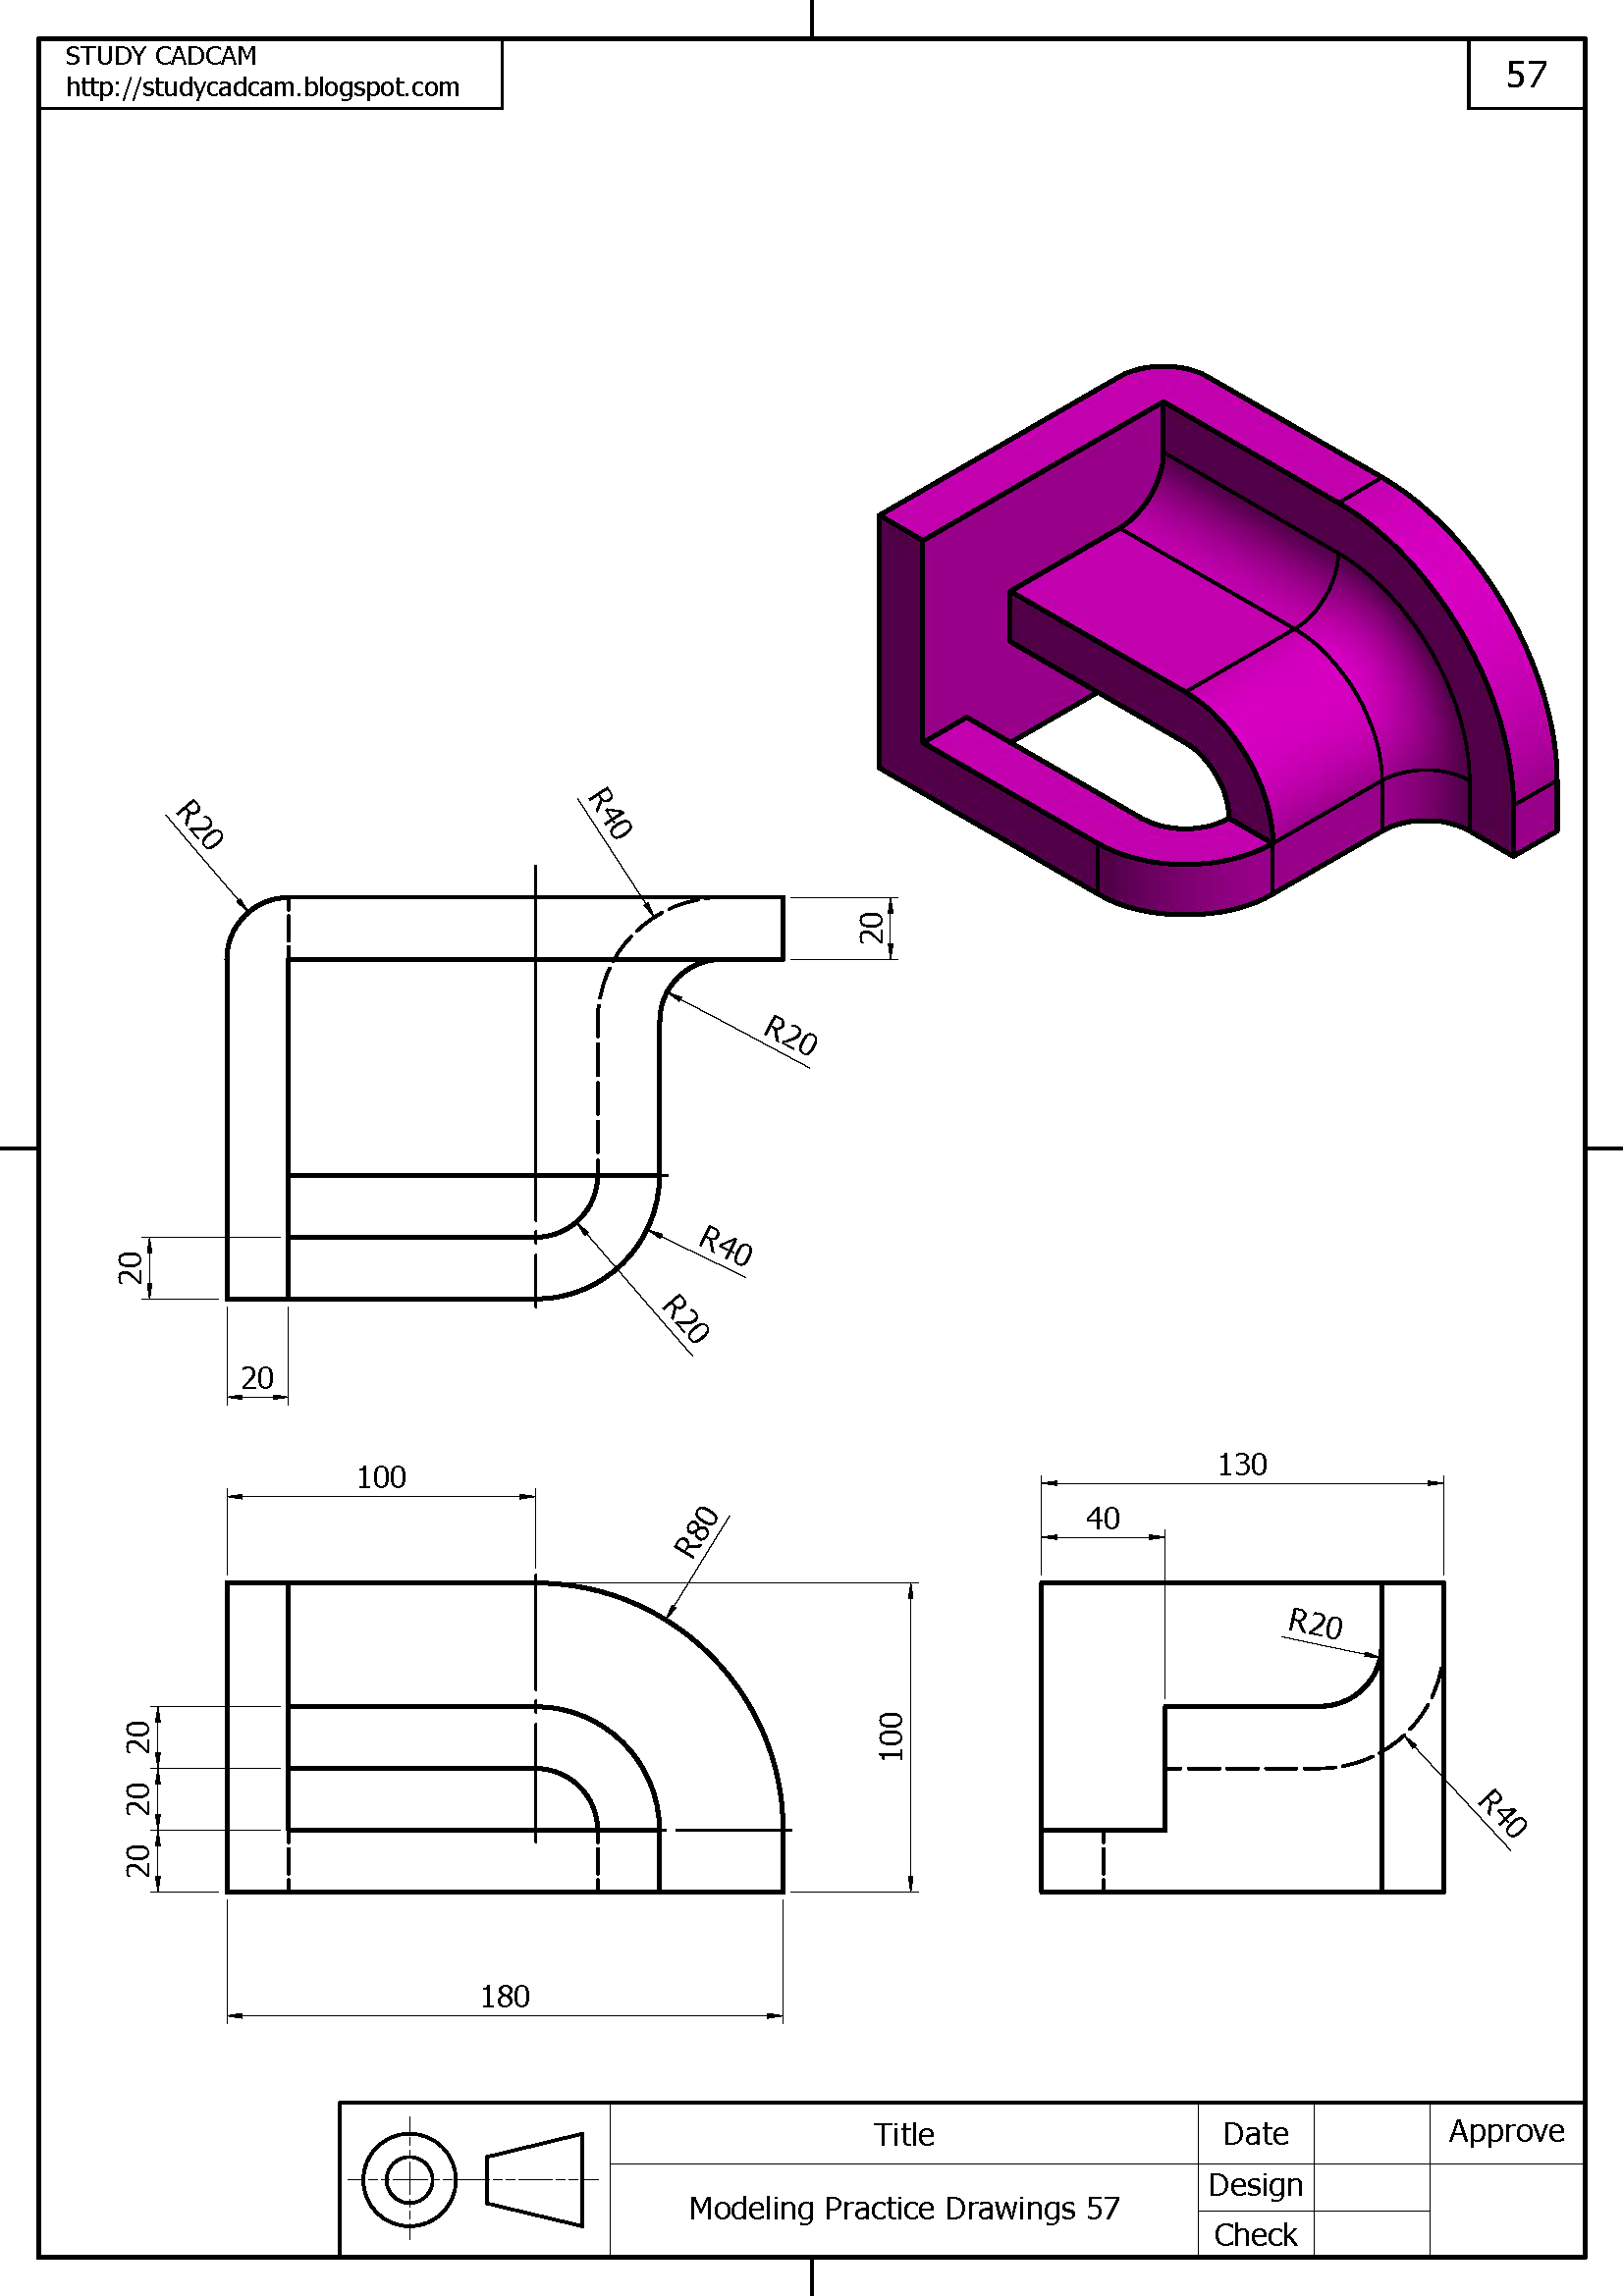 STUDY CADCAM
http://studycadcam.blogspot.com
57
R20
R40
20
R20
20
R40
R20
20
100
R80
130
40
R20
20
20
20
100
R40
180
Title
Date
Approve
Modeling Practice Drawings 57
Design
Check